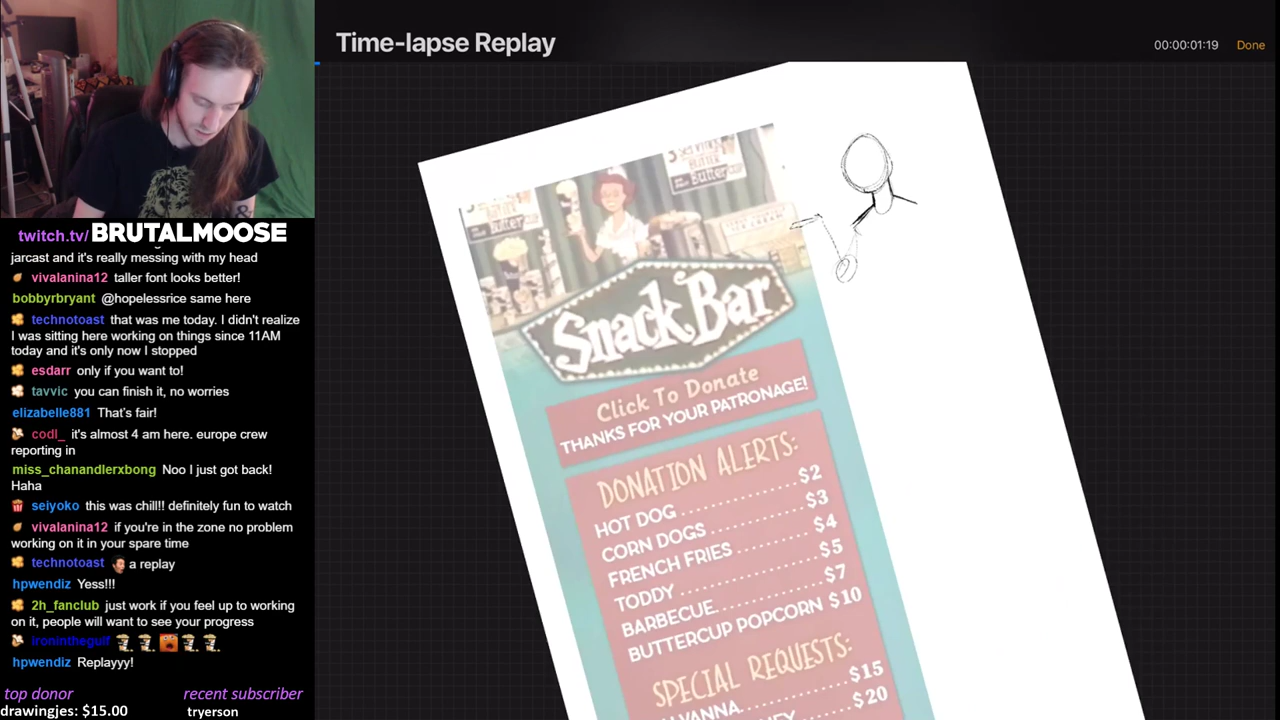 Time-lapse Replay
00:00:01:19 Done
twitch.tv/BRUTALMOOSE
jarcast and it's really messing with my head
vivalanina12 taller font looks better!
bobbyrbryant @hopelessrice same here
technotoast that was me today. I didn't realize
I was sitting here working on things since 11AM
today and it's only now I stopped
esdarr only if you want to!
tavvic you can finish it, no worries
elizabelle881 That's fair!
codl_ it's almost 4 am here. europe crew
reporting in
miss_chanandlerxbong Noo I just got back!
Haha
seiyoko this was chill!! definitely fun to watch
vivalanina12 if you're in the zone no problem
working on it in your spare time
technotoast a replay
hpwendiz Yess!!!
2h_fanclub just work if you feel up to working
on it, people will want to see your progress
ironinthegulf
hpwendiz Replayyy!
top donor
drawingjes: $15.00
recent subscriber
tryerson
BUTTER
Butter
Butter
Snack Bar
Click To Donate
THANKS FOR YOUR PATRONAGE!
DONATION ALERTS:
HOT DOG ................ $2
CORN DOGS ............ $3
FRENCH FRIES .......... $4
TODDY .................... $5
BARBECUE................ $7
BUTTERCUP POPCORN $10
SPECIAL REQUESTS:
$15
$20